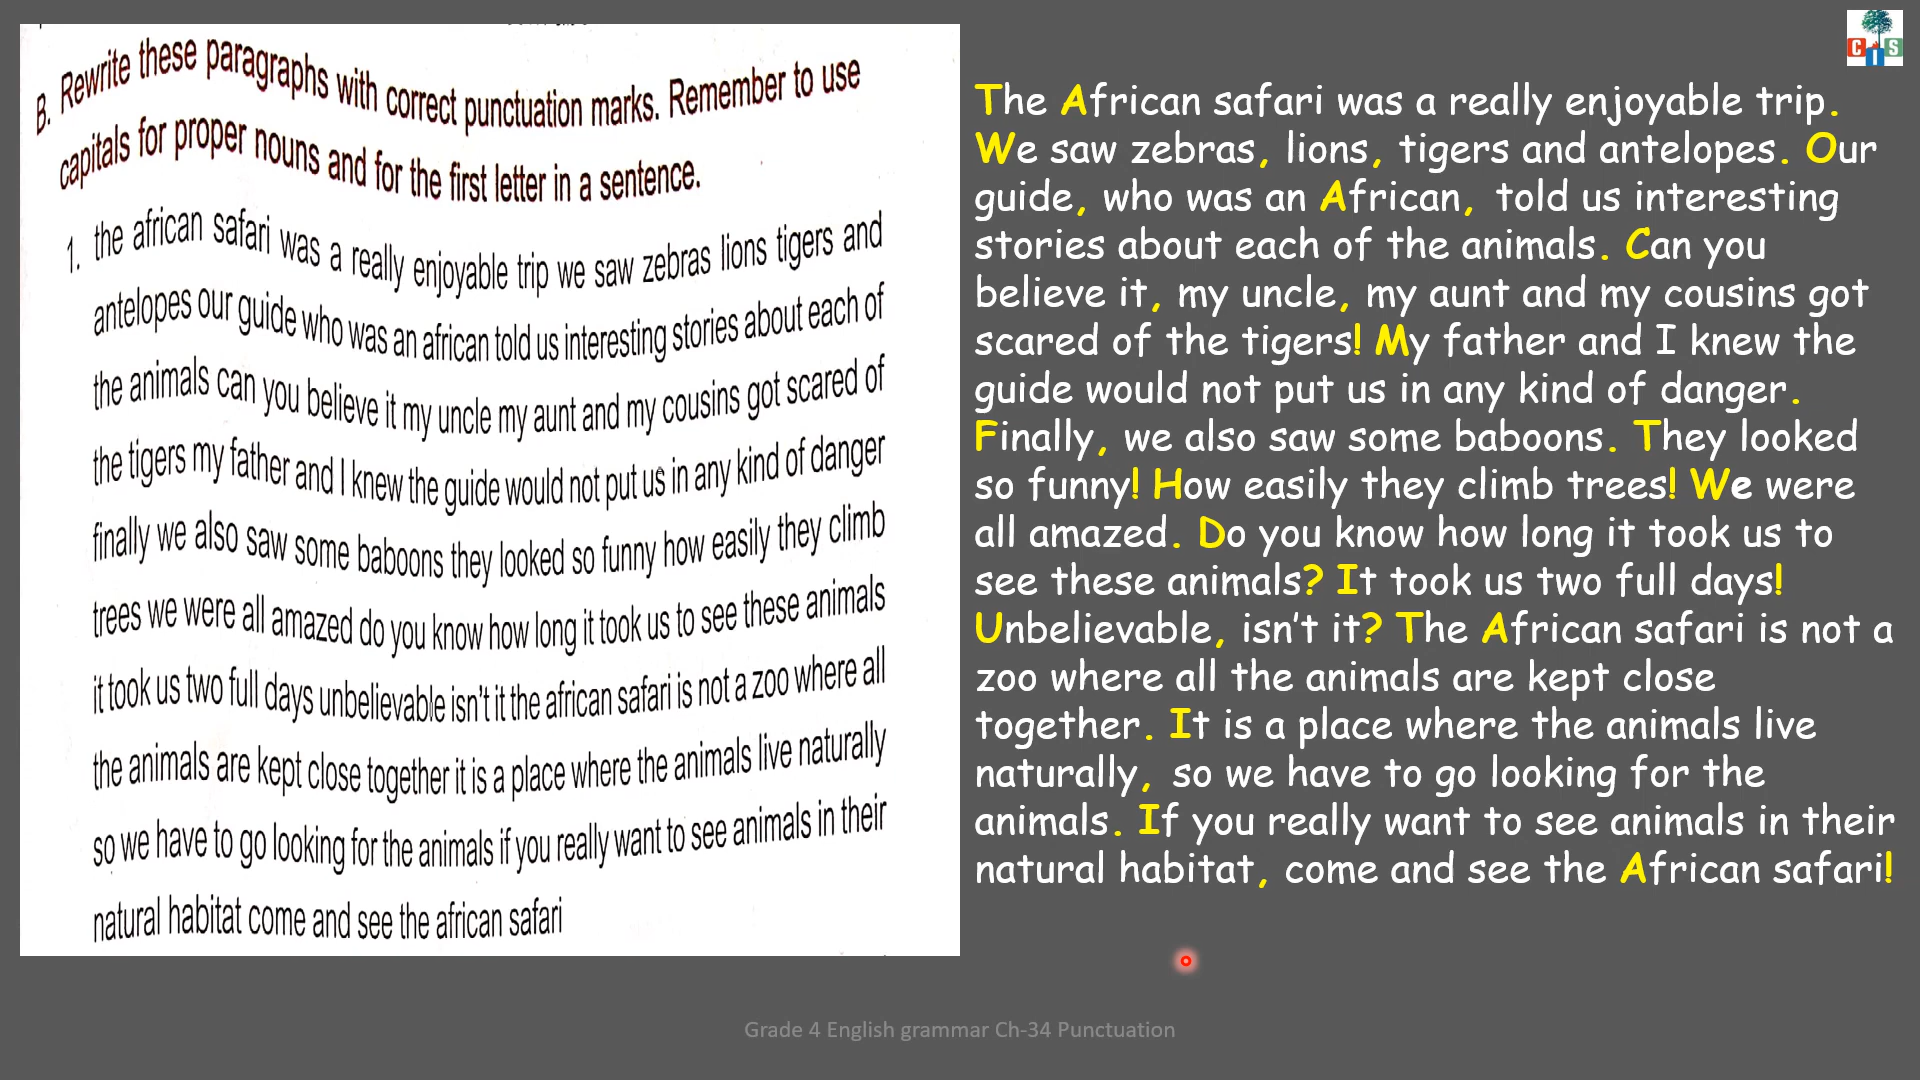 B. Rewrite these paragraphs with correct punctuation marks. Remember to use
capitals for proper nouns and for the first letter in a sentence.
1. the african safari was a really enjoyable trip we saw zebras lions tigers and
antelopes our guide who was an african told us interesting stories about each of
the animals can you believe it my uncle my aunt and my cousins got scared of
the tigers my father and I knew the guide would not put us in any kind of danger
finally we also saw some baboons they looked so funny how easily they climb
trees we were all amazed do you know how long it took us to see these animals
it took us two full days unbelievable isn't it the african safari is not a zoo where all
the animals are kept close together it is a place where the animals live naturally
so we have to go looking for the animals if you really want to see animals in their
natural habitat come and see the african safari
CIS
The African safari was a really enjoyable trip.
We saw zebras, lions, tigers and antelopes. Our
guide, who was an African, told us interesting
stories about each of the animals. Can you
believe it, my uncle, my aunt and my cousins got
scared of the tigers! My father and I knew the
guide would not put us in any kind of danger.
Finally, we also saw some baboons. They looked
so funny! How easily they climb trees! We were
all amazed. Do you know how long it took us to
see these animals? It took us two full days!
Unbelievable, isn't it? The African safari is not a
zoo where all the animals are kept close
together. It is a place where the animals live
naturally, so we have to go looking for the
animals. If you really want to see animals in their
natural habitat, come and see the African safari!
Grade 4 English grammar Ch-34 Punctuation